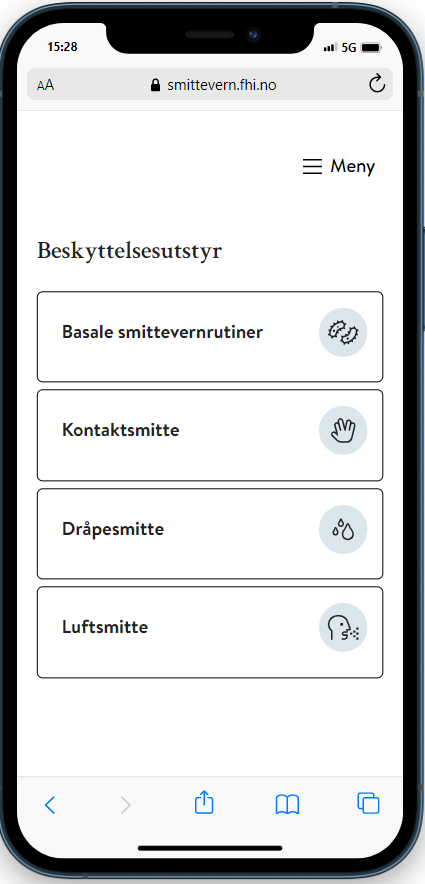 15:28
5G
AA
smittevern.fhi.no
Meny
Beskyttelsesutstyr
Basale smittevernrutiner
Kontaktsmitte
Dråpesmitte
Luftsmitte